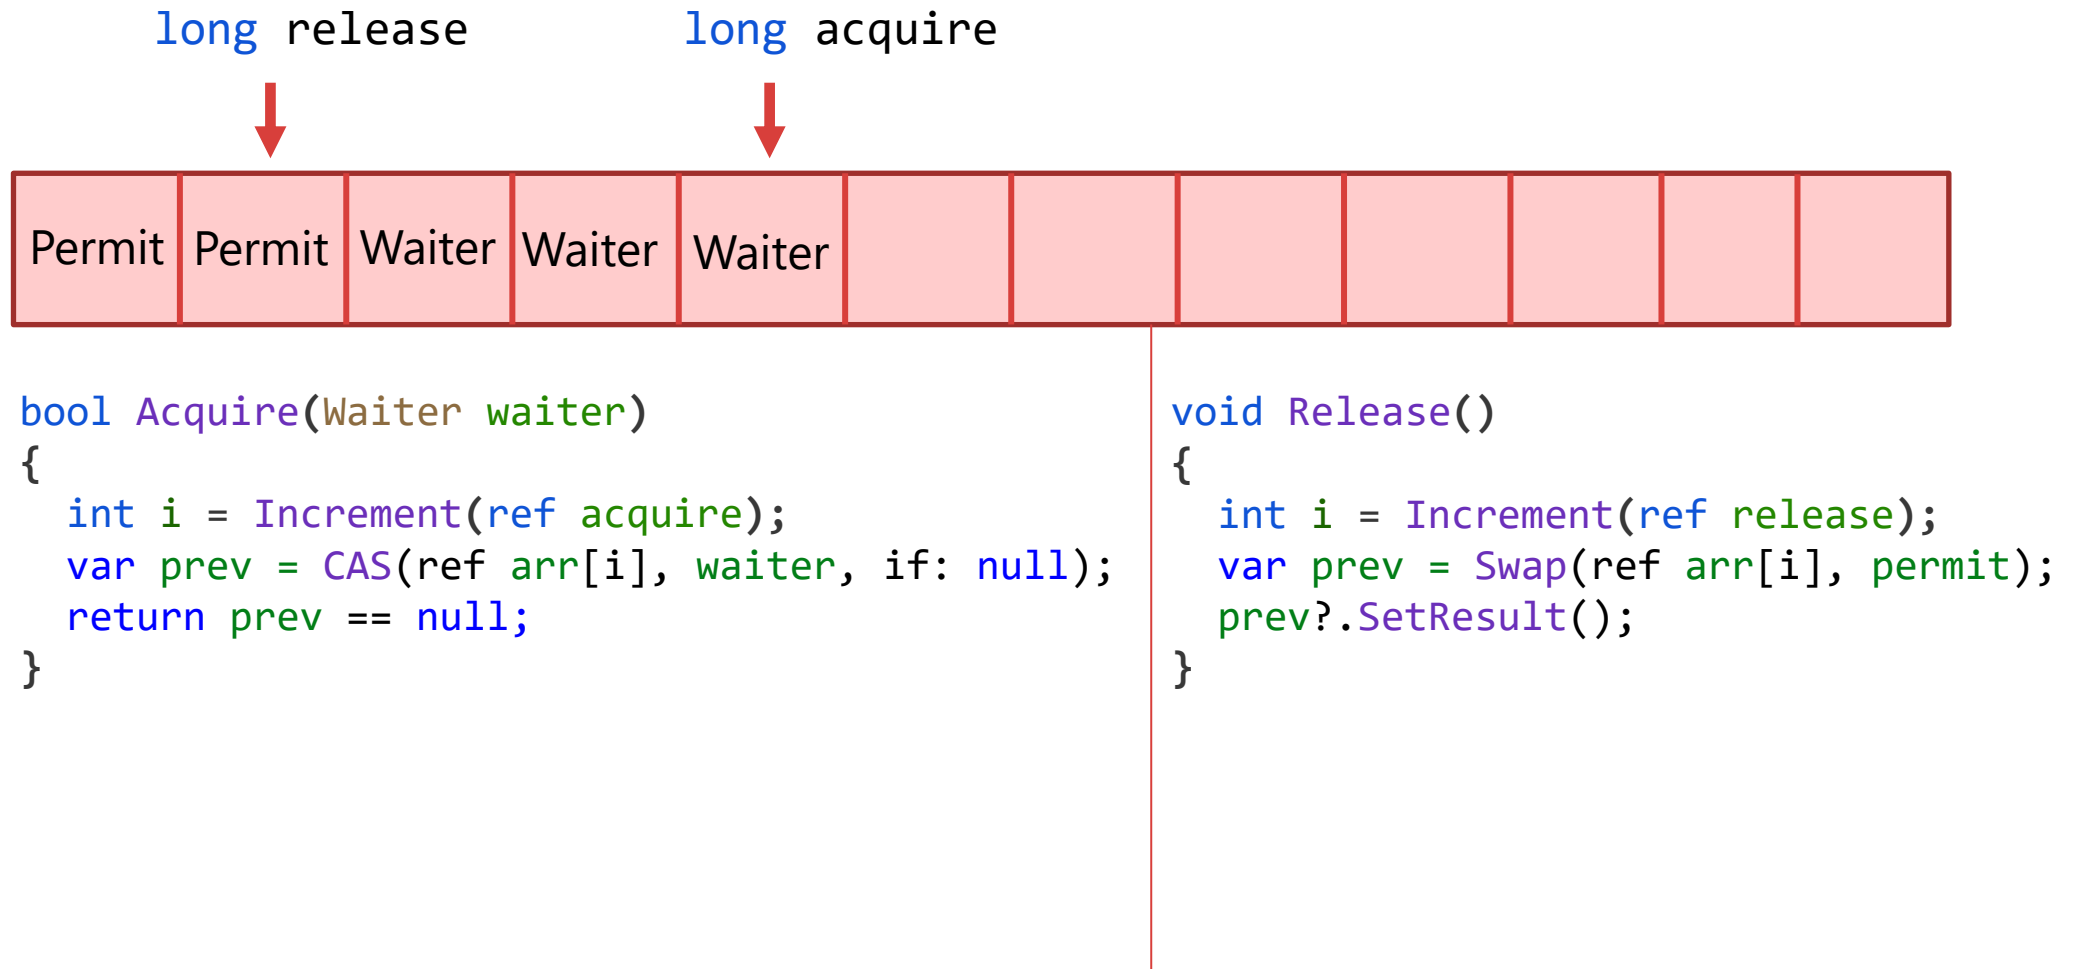 long release long acquire
Permit Permit Waiter Waiter Waiter
bool Acquire(Waiter waiter)
{
  int i = Increment(ref acquire);
  var prev = CAS(ref arr[i], waiter, if: null);
  return prev == null;
}
void Release()
{
  int i = Increment(ref release);
  var prev = Swap(ref arr[i], permit);
  prev?.SetResult();
}